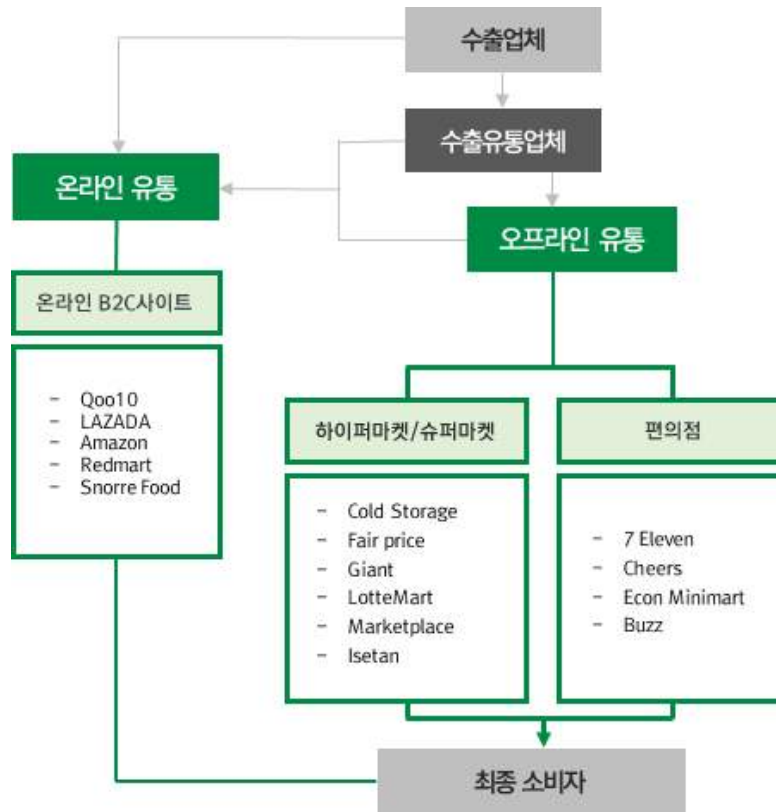 수출업체
수출유통업체
온라인 유통
오프라인 유통
온라인 B2C사이트
- Qoo10
- LAZADA
- Amazon
- Redmart
- Snorre Food
하이퍼마켓/슈퍼마켓
- Cold Storage
- Fair price
- Giant
- LotteMart
- Marketplace
- Isetan
편의점
- 7 Eleven
- Cheers
- Econ Minimart
- Buzz
최종 소비자